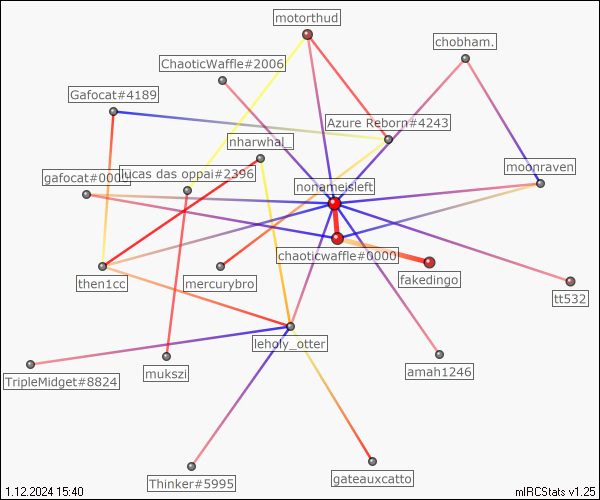 motorthud
chobham.
ChaoticWaffle#2006
Gafocat#4189
Azure Reborn#4243
nharwhal_
moonraven
gafocat#000
lucas das oppai#2396
nonameisleft
chaoticwaffle#0000
fakedingo
then1cc
mercurybro
tt532
leholy_otter
TripleMidget#8824
mukszi
amah1246
Thinker#5995
gateauxcatto
1.12.2024 15:40
mIRCStats v1.25